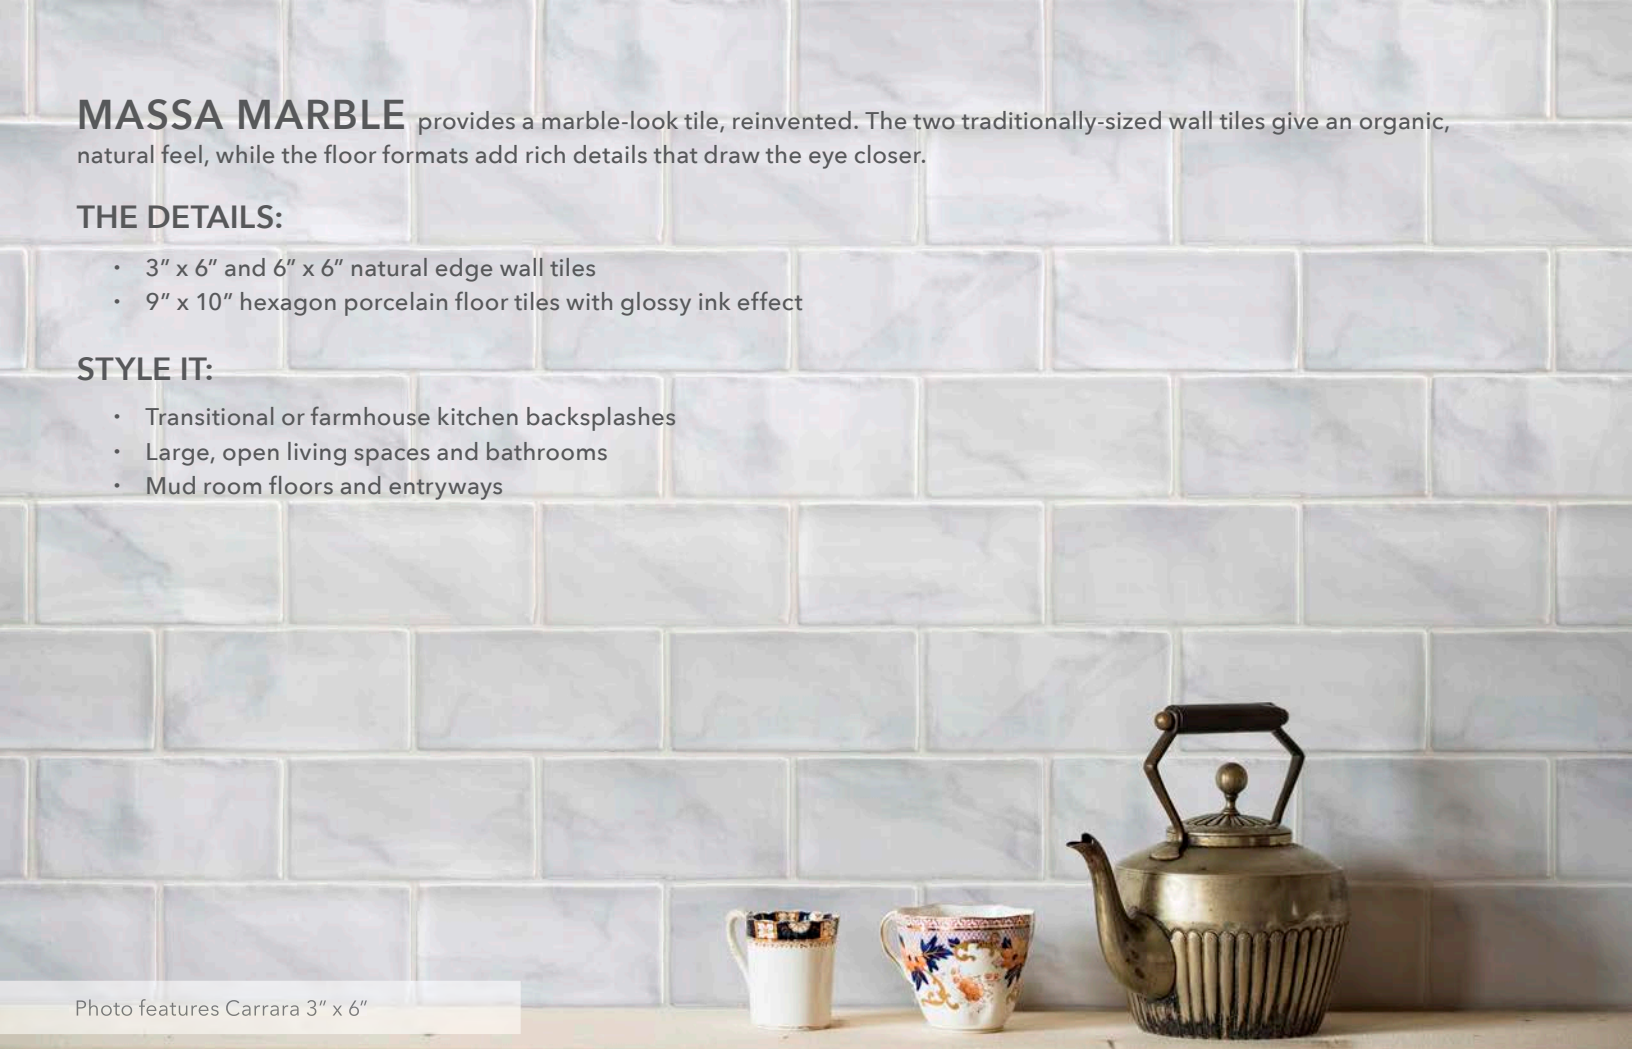 MASSA MARBLE provides a marble-look tile, reinvented. The two traditionally-sized wall tiles give an organic,
natural feel, while the floor formats add rich details that draw the eye closer.
THE DETAILS:
• 3” x 6” and 6” x 6” natural edge wall tiles
• 9” x 10” hexagon porcelain floor tiles with glossy ink effect
STYLE IT:
• Transitional or farmhouse kitchen backsplashes
• Large, open living spaces and bathrooms
• Mud room floors and entryways
Photo features Carrara 3” x 6”